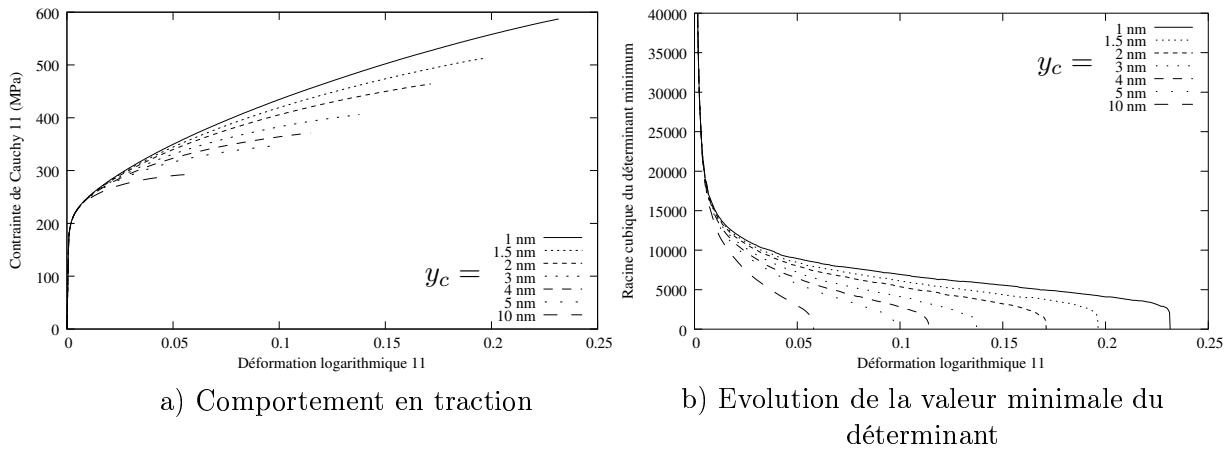 600
500
400
300
200
100
0
0
0.05
0.1
0.15
0.2
0.25
Contrainte de Cauchy 11 (MPa)
Déformation logarithmique 11
y_c =
1 nm
1.5 nm
2 nm
3 nm
4 nm
5 nm
10 nm
a) Comportement en traction
40000
35000
30000
25000
20000
15000
10000
5000
0
0
0.05
0.1
0.15
0.2
0.25
Racine cubique du déterminant minimum
Déformation logarithmique 11
y_c =
1 nm
1.5 nm
2 nm
3 nm
4 nm
5 nm
10 nm
b) Evolution de la valeur minimale du
déterminant